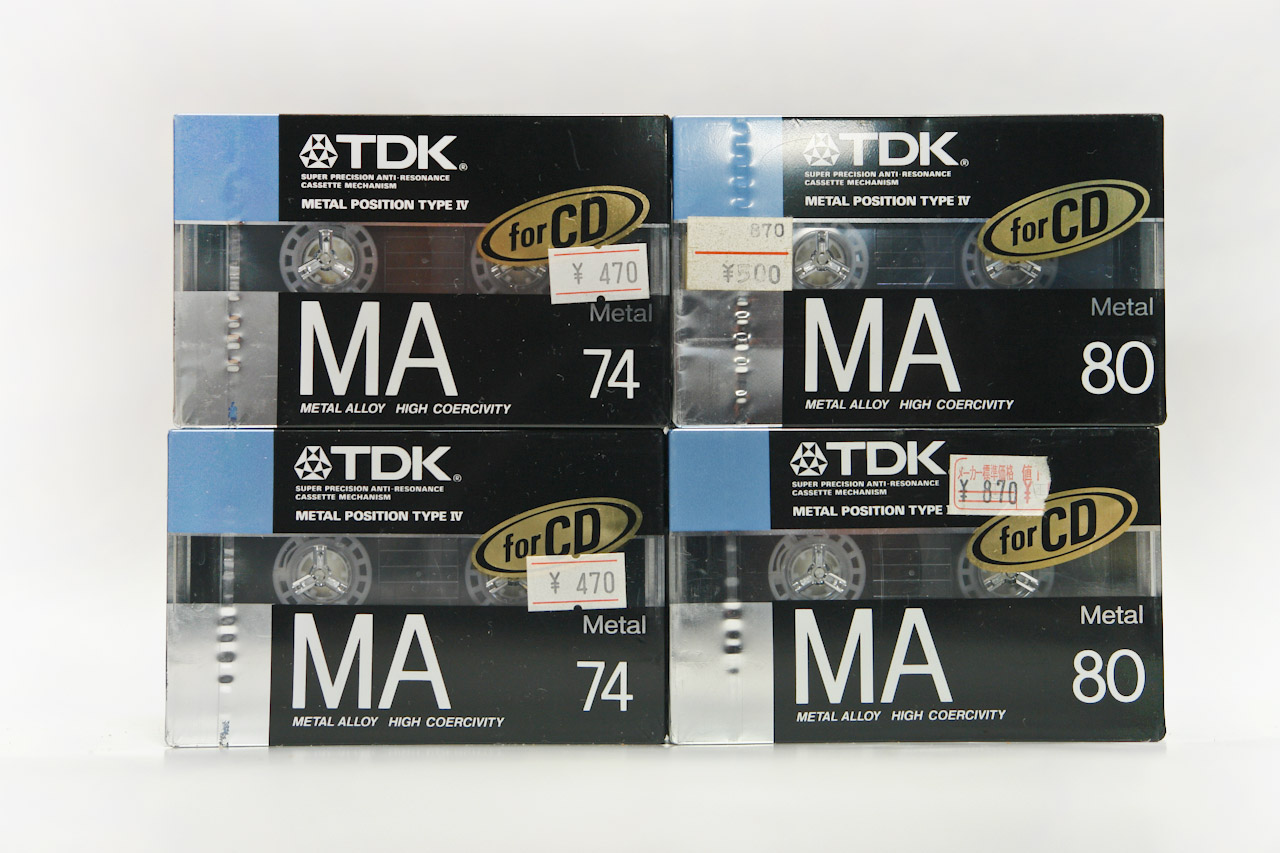 TDK®
SUPER PRECISION ANTI-RESONANCE
CASSETTE MECHANISM
METAL POSITION TYPE IV
for CD
¥ 470
Metal
MA
74
METAL ALLOY HIGH COERCIVITY
TDK®
SUPER PRECISION ANTI-RESONANCE
CASSETTE MECHANISM
METAL POSITION TYPE IV
for CD
870
¥500
Metal
MA
80
METAL ALLOY HIGH COERCIVITY
TDK®
SUPER PRECISION ANTI-RESONANCE
CASSETTE MECHANISM
METAL POSITION TYPE IV
for CD
¥ 470
Metal
MA
74
METAL ALLOY HIGH COERCIVITY
TDK
メーカー標準価格
¥ 870
SUPER PRECISION ANTI-RESONANCE
CASSETTE MECHANISM
METAL POSITION TYPE
for CD
Metal
MA
80
METAL ALLOY HIGH COERCIVITY